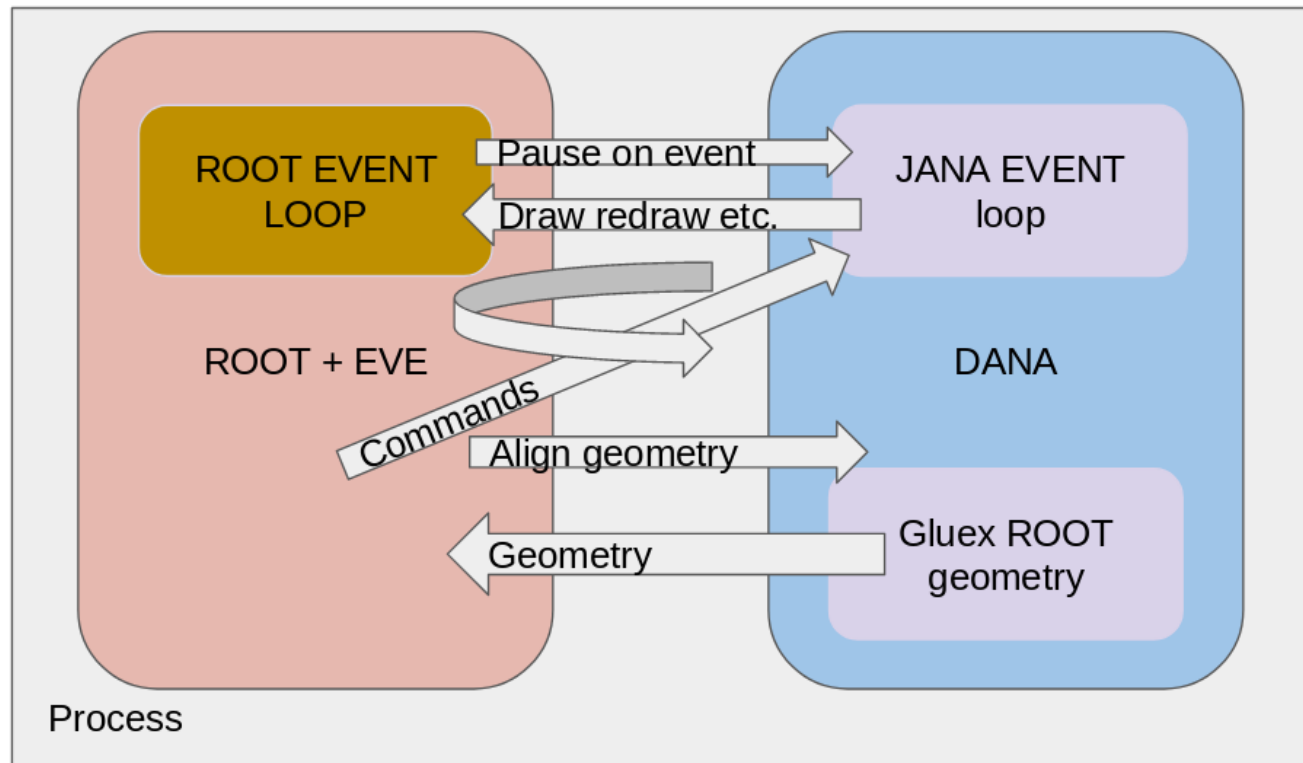 ROOT EVENT
LOOP
Pause on event
Draw redraw etc.
JANA EVENT
loop
ROOT + EVE
DANA
Commands
Align geometry
Geometry
Gluex ROOT
geometry
Process